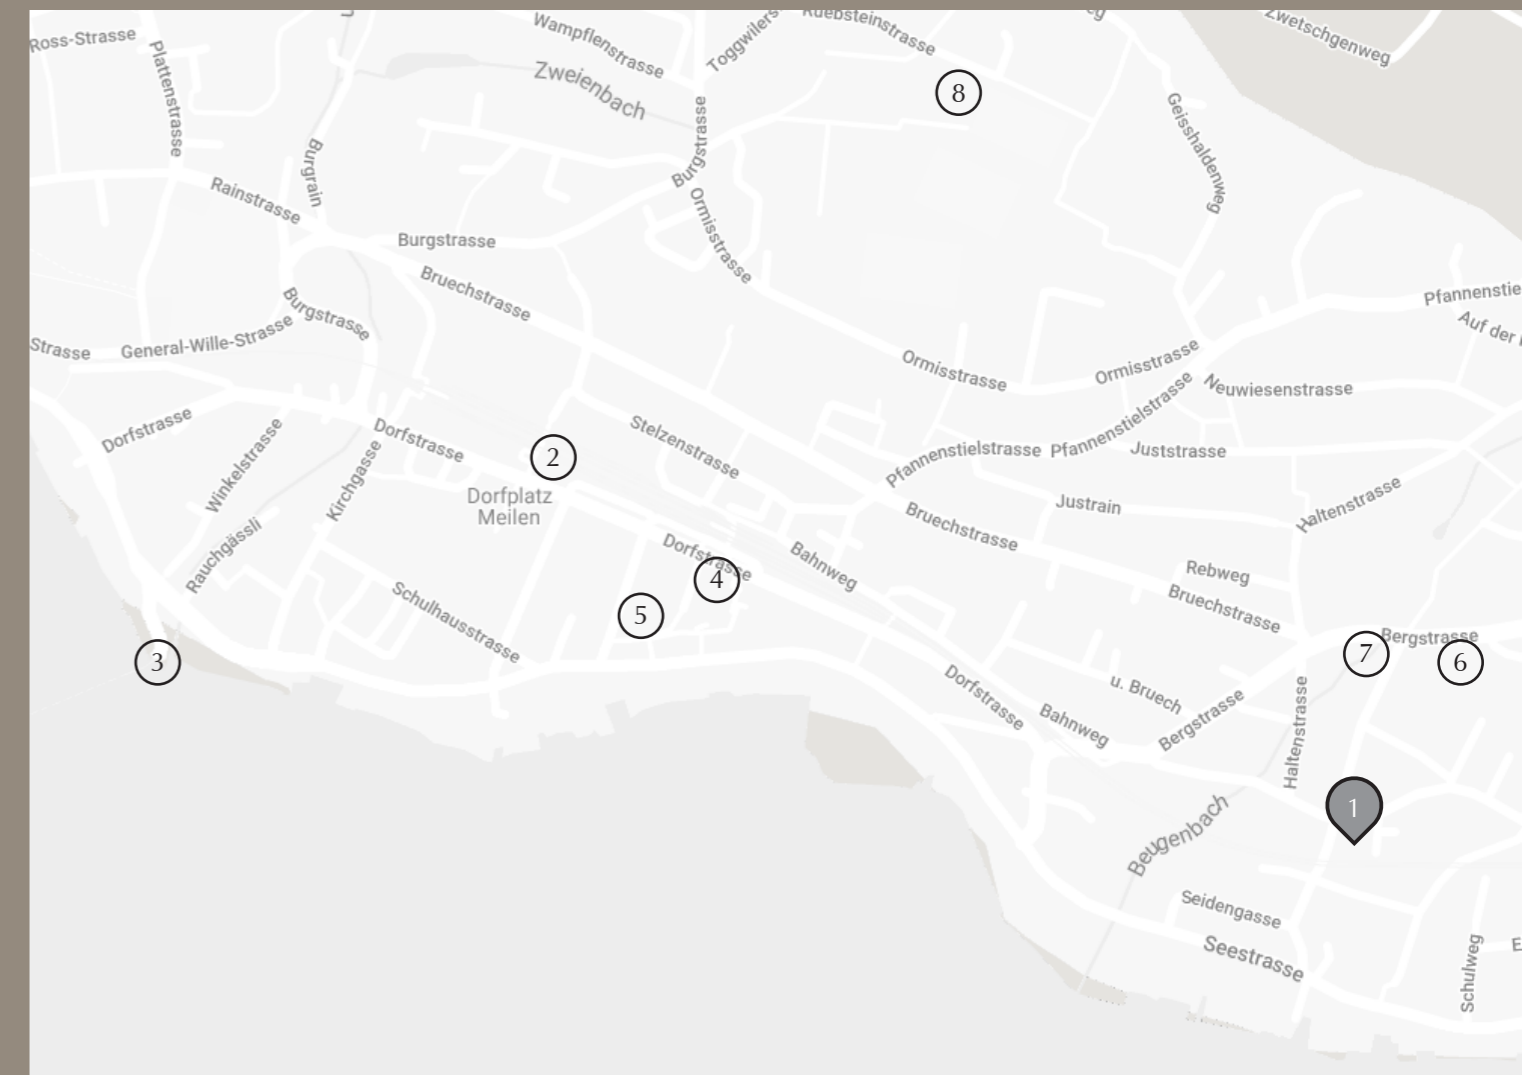 Ross-Strasse
Plattenstrasse
Wampflenstrasse
Zweienbach
Toggwilers
Ruebsteinstrasse
Zwetschgenweg
8
Burgrain
Burgstrasse
Geisshaldenweg
Rainstrasse
Ormisstrasse
Burgstrasse
Bruechstrasse
Burgstrasse
Pfannenstie
Auf der
Strasse
General-Wille-Strasse
Ormisstrasse
Ormisstrasse
Neuwiesenstrasse
Dorfstrasse
Winkelstrasse
Kirchgasse
Dorfstrasse
2
Stelzenstrasse
Pfannenstielstrasse
Pfannenstielstrasse
Juststrasse
Dorfplatz
Meilen
Justrain
Haltenstrasse
Rauchgässli
Bruechstrasse
Dorfstrasse
Bahnweg
4
Rebweg
Bruechstrasse
Schulhausstrasse
5
3
Bergstrasse
7
6
Dorfstrasse
u. Bruech
Bahnweg
Bergstrasse
Haltenstrasse
1
Beugenbach
Seidengasse
Seestrasse
Schulweg
E